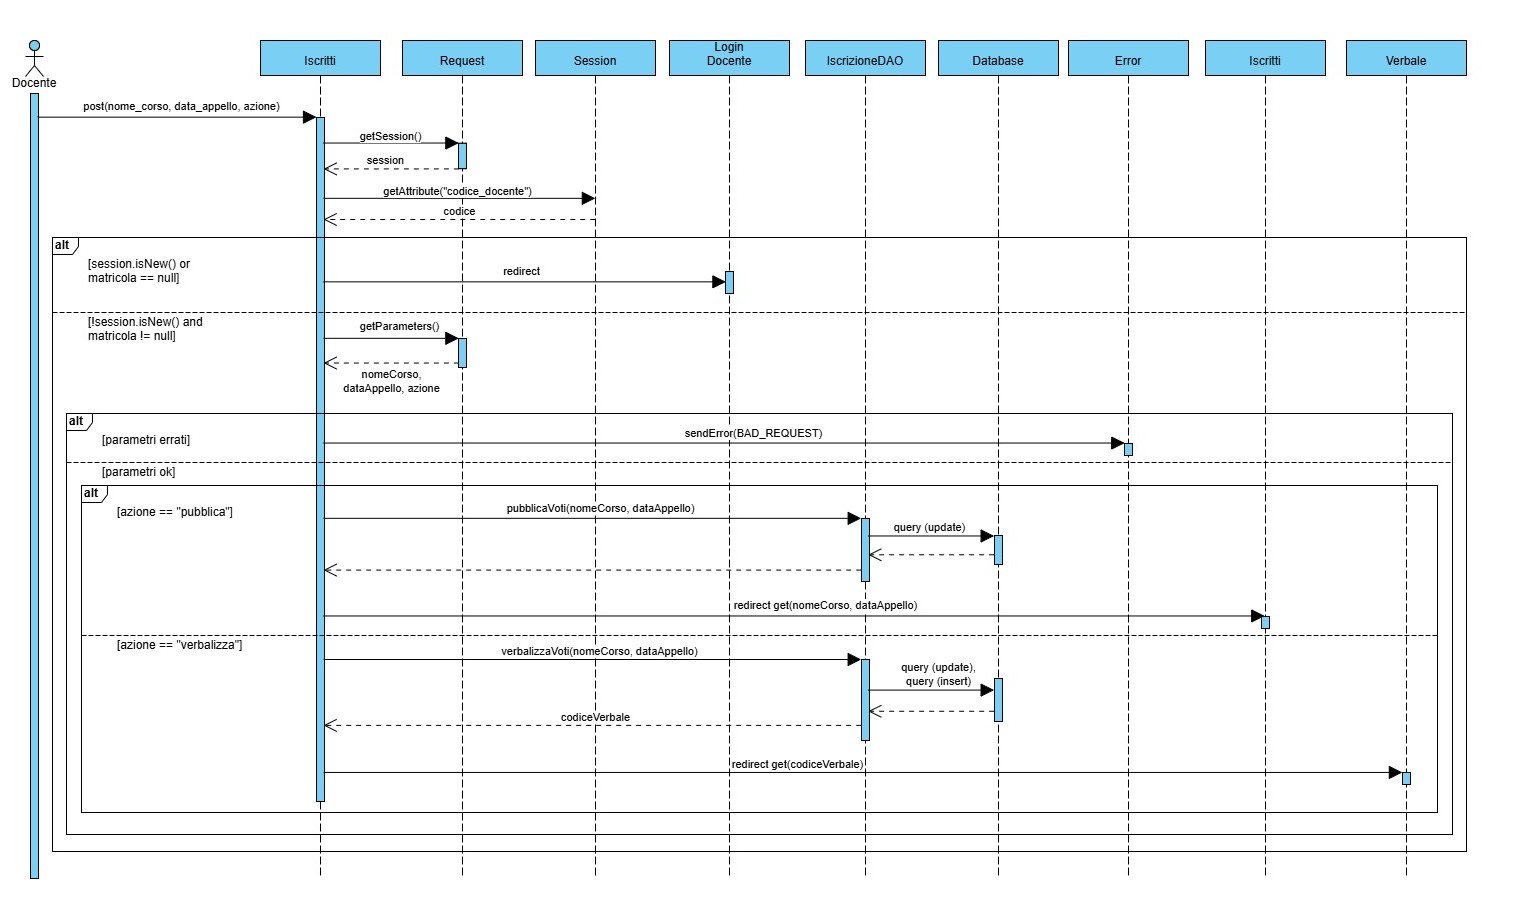 Docente
Iscritti
Request
Session
Login
Docente
IscrizioneDAO
Database
Error
Iscritti
Verbale
post(nome_corso, data_appello, azione)
getSession()
session
getAttribute("codice_docente")
codice
alt
[session.isNew() or
matricola == null]
redirect
[!session.isNew() and
matricola != null]
getParameters()
nomeCorso,
dataAppello, azione
alt
[parametri errati]
sendError(BAD_REQUEST)
[parametri ok]
alt
[azione == "pubblica"]
pubblicaVoti(nomeCorso, dataAppello)
query (update)
redirect get(nomeCorso, dataAppello)
[azione == "verbalizza"]
verbalizzaVoti(nomeCorso, dataAppello)
query (update),
query (insert)
codiceVerbale
redirect get(codiceVerbale)